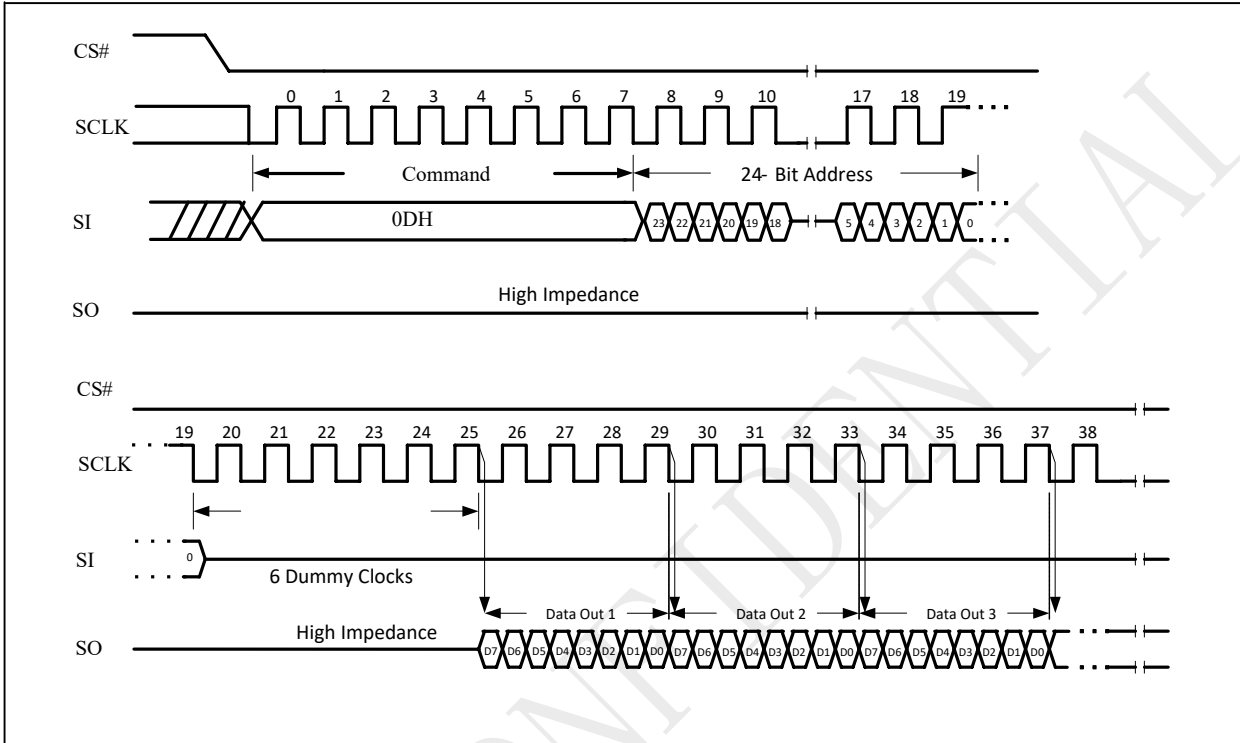 CS#
0 1 2 3 4 5 6 7 8 9 10 17 18 19
SCLK
Command 24- Bit Address
SI 0DH 23 22 21 20 19 18 5 4 3 2 1 0
High Impedance
SO
CS#
19 20 21 22 23 24 25 26 27 28 29 30 31 32 33 34 35 36 37 38
SCLK
SI 0
6 Dummy Clocks
Data Out 1 Data Out 2 Data Out 3
High Impedance
SO D7 D6 D5 D4 D3 D2 D1 D0 D7 D6 D5 D4 D3 D2 D1 D0 D7 D6 D5 D4 D3 D2 D1 D0